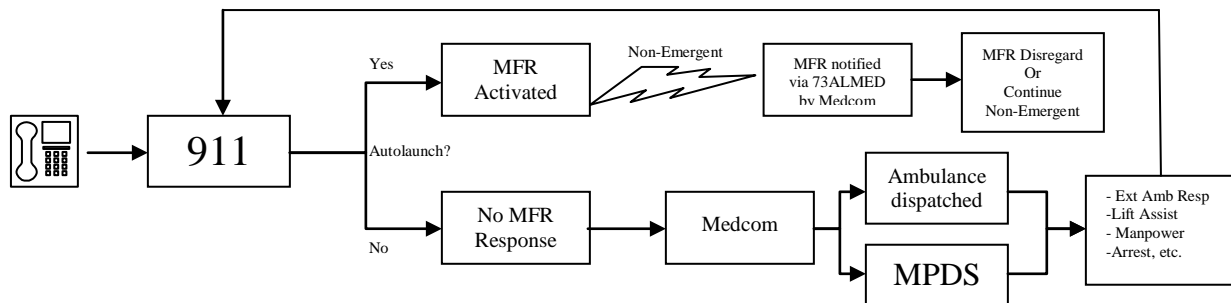 Yes
MFR
Activated
Non-Emergent
MFR notified
via 73ALMED
by Medcom
MFR Disregard
Or
Continue
Non-Emergent
911
Autolaunch?
No
No MFR
Response
Medcom
Ambulance
dispatched
MPDS
- Ext Amb Resp
-Lift Assist
- Manpower
-Arrest, etc.